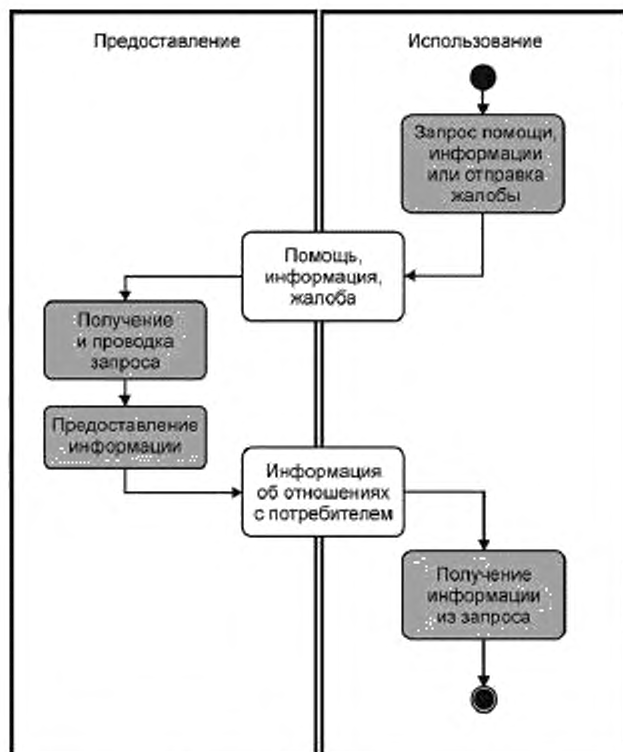 Предоставление
Использование
Запрос помощи,
информации
или отправка
жалобы
Помощь,
информация,
жалоба
Получение
и проводка
запроса
Предоставление
информации
Информация
об отношениях
с потребителем
Получение
информации
из запроса